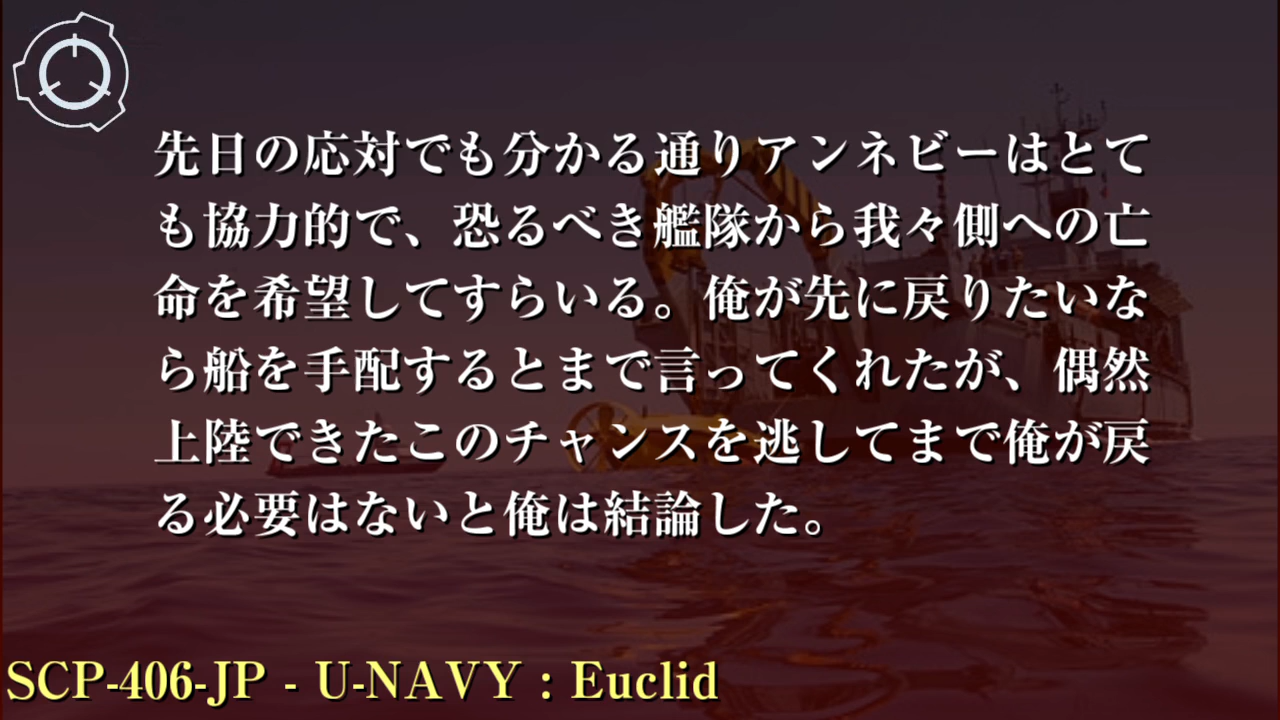 先日の応対でも分かる通りアンネビーはとて
も協力的で、恐るべき艦隊から我々側への亡
命を希望してすらいる。俺が先に戻りたいな
ら船を手配するとまで言ってくれたが、偶然
上陸できたこのチャンスを逃してまで俺が戻
る必要はないと俺は結論した。
SCP-406-JP - U-NAVY : Euclid